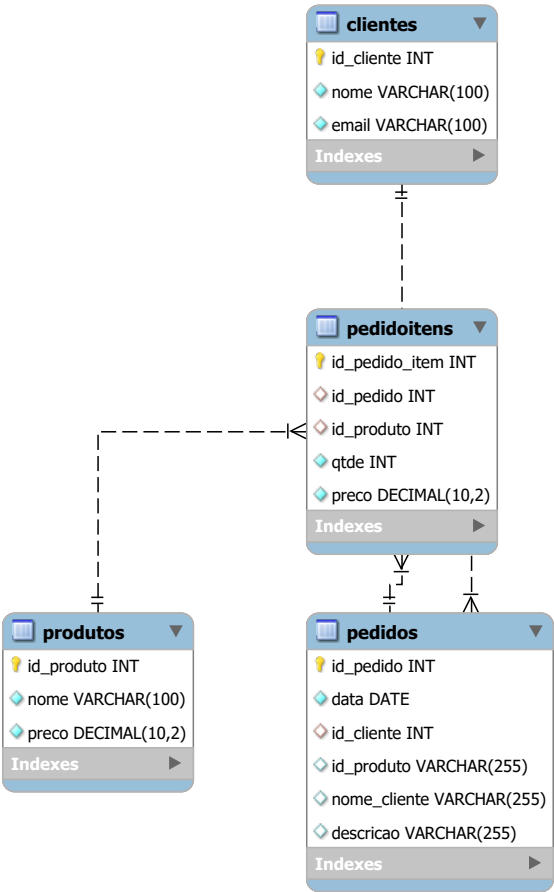 clientes
id_cliente INT
nome VARCHAR(100)
email VARCHAR(100)
Indexes
pedidoitens
id_pedido_item INT
id_pedido INT
id_produto INT
qtde INT
preco DECIMAL(10,2)
Indexes
produtos
id_produto INT
nome VARCHAR(100)
preco DECIMAL(10,2)
Indexes
pedidos
id_pedido INT
data DATE
id_cliente INT
id_produto VARCHAR(255)
nome_cliente VARCHAR(255)
descricao VARCHAR(255)
Indexes